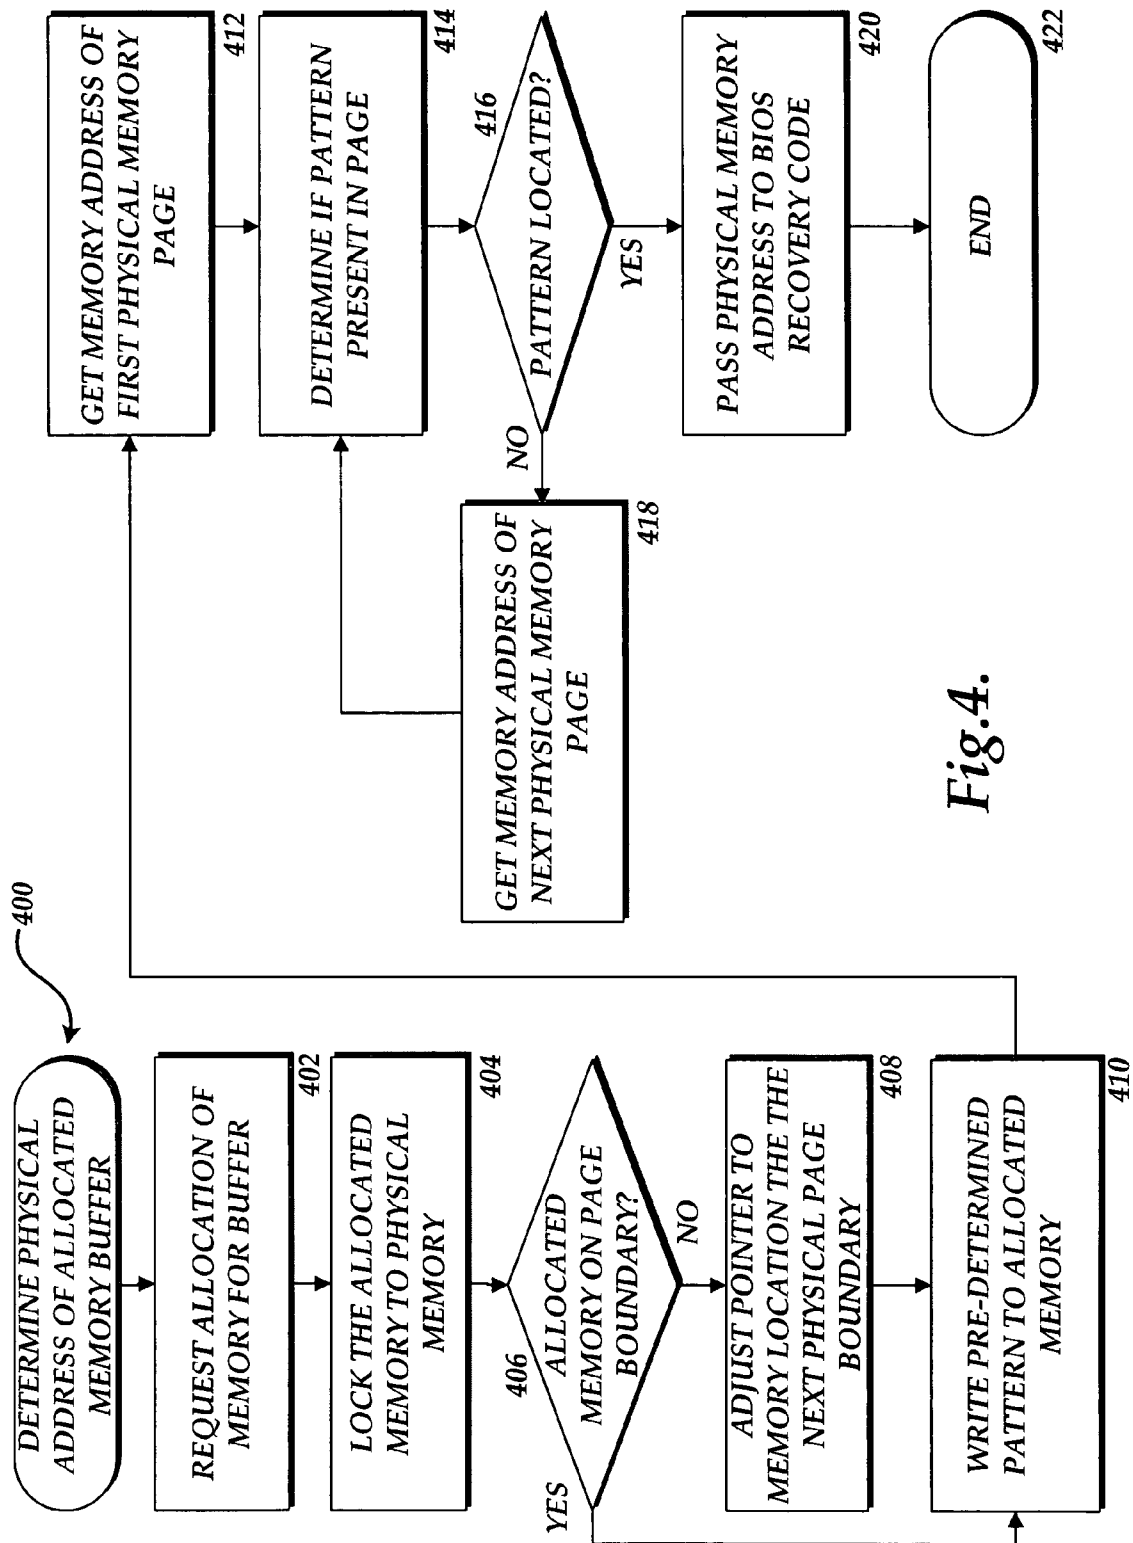 400
DETERMINE PHYSICAL
ADDRESS OF ALLOCATED
MEMORY BUFFER
REQUEST ALLOCATION OF
MEMORY FOR BUFFER
402
LOCK THE ALLOCATED
MEMORY TO PHYSICAL
MEMORY
404
406
ALLOCATED
MEMORY ON PAGE
BOUNDARY?
YES
NO
ADJUST POINTER TO
MEMORY LOCATION THE THE
NEXT PHYSICAL PAGE
BOUNDARY
408
WRITE PRE-DETERMINED
PATTERN TO ALLOCATED
MEMORY
410
GET MEMORY ADDRESS OF
FIRST PHYSICAL MEMORY
PAGE
412
DETERMINE IF PATTERN
PRESENT IN PAGE
414
416
PATTERN LOCATED?
NO
YES
GET MEMORY ADDRESS OF
NEXT PHYSICAL MEMORY
PAGE
418
PASS PHYSICAL MEMORY
ADDRESS TO BIOS
RECOVERY CODE
420
END
422
Fig.4.